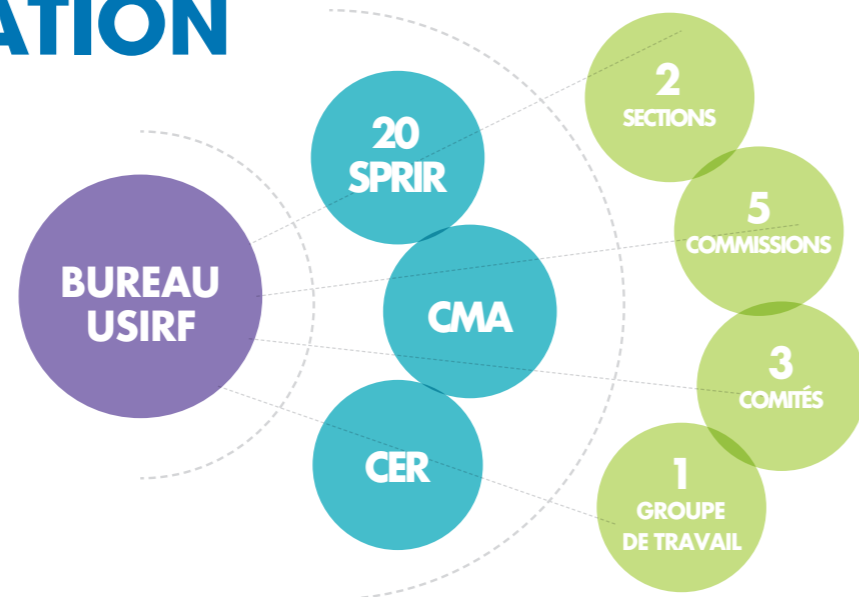 ATION
BUREAU
USIRF
20
SPRIR
CMA
CER
2
SECTIONS
5
COMMISSIONS
3
COMITÉS
1
GROUPE
DE TRAVAIL